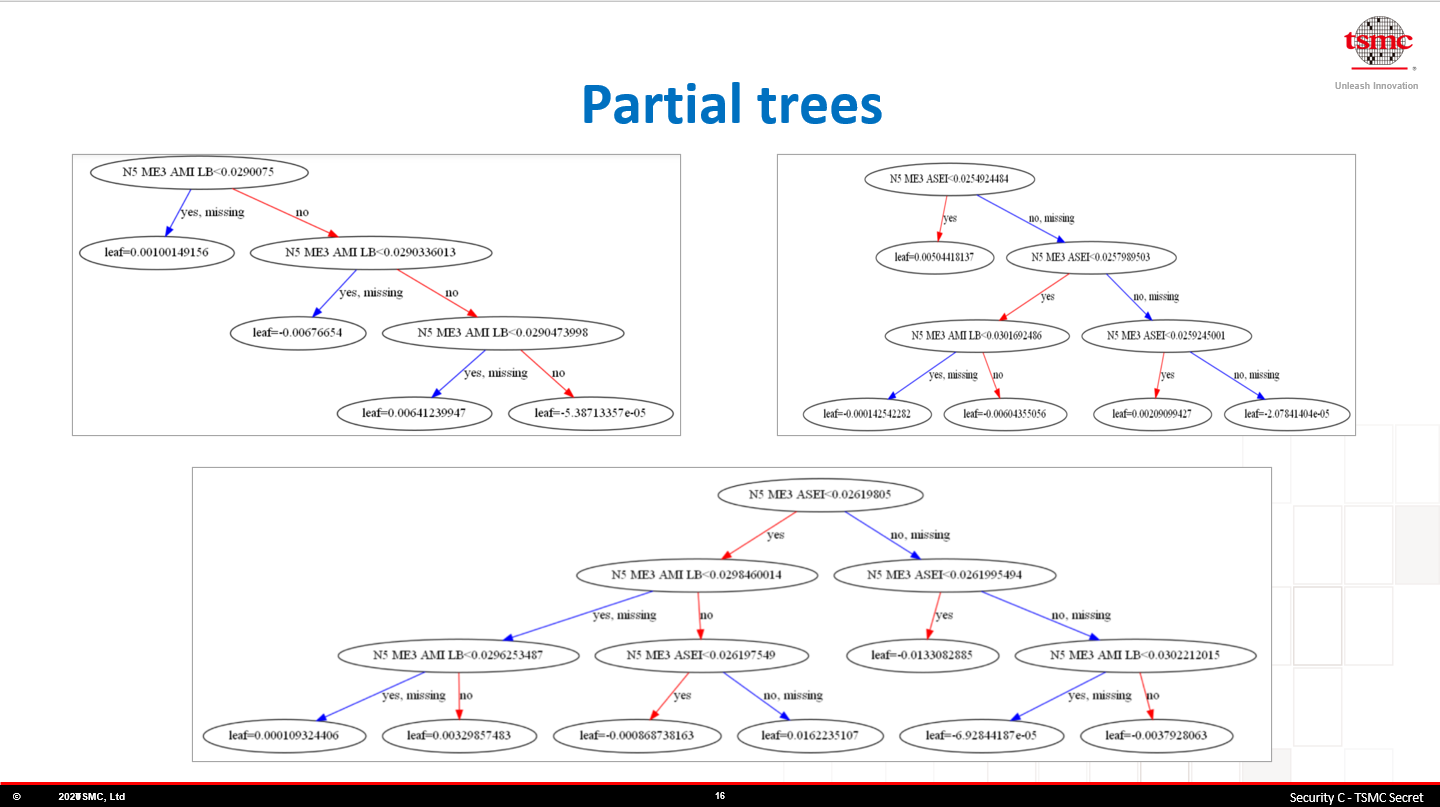 tsmc
Unleash Innovation
Partial trees
N5 ME3 AMI LB<0.0290075
yes, missing
no
leaf=0.00100149156
N5 ME3 AMI LB<0.0290336013
yes, missing
no
leaf=-0.00676654
N5 ME3 AMI LB<0.0290473998
yes, missing
no
leaf=0.00641239947
leaf=-5.38713357e-05
N5 ME3 ASEI<0.0254924484
yes
no, missing
leaf=0.00504418137
N5 ME3 ASEI<0.0257989503
yes
no, missing
N5 ME3 AMI LB<0.0301692486
N5 ME3 ASEI<0.0259245001
yes, missing
no
yes
no, missing
leaf=-0.000142542282
leaf=-0.00604355056
leaf=0.00209099427
leaf=-2.07841404e-05
N5 ME3 ASEI<0.02619805
yes
no, missing
N5 ME3 AMI LB<0.0298460014
N5 ME3 ASEI<0.0261995494
yes, missing
no
yes
no, missing
N5 ME3 AMI LB<0.0296253487
N5 ME3 ASEI<0.026197549
leaf=-0.0133082885
N5 ME3 AMI LB<0.0302212015
yes, missing
no
yes
no, missing
yes, missing
no
leaf=0.000109324406
leaf=0.00329857483
leaf=-0.000868738163
leaf=0.0162235107
leaf=-6.92844187e-05
leaf=-0.0037928063
©
TSMC, Ltd
16
Security C - TSMC Secret